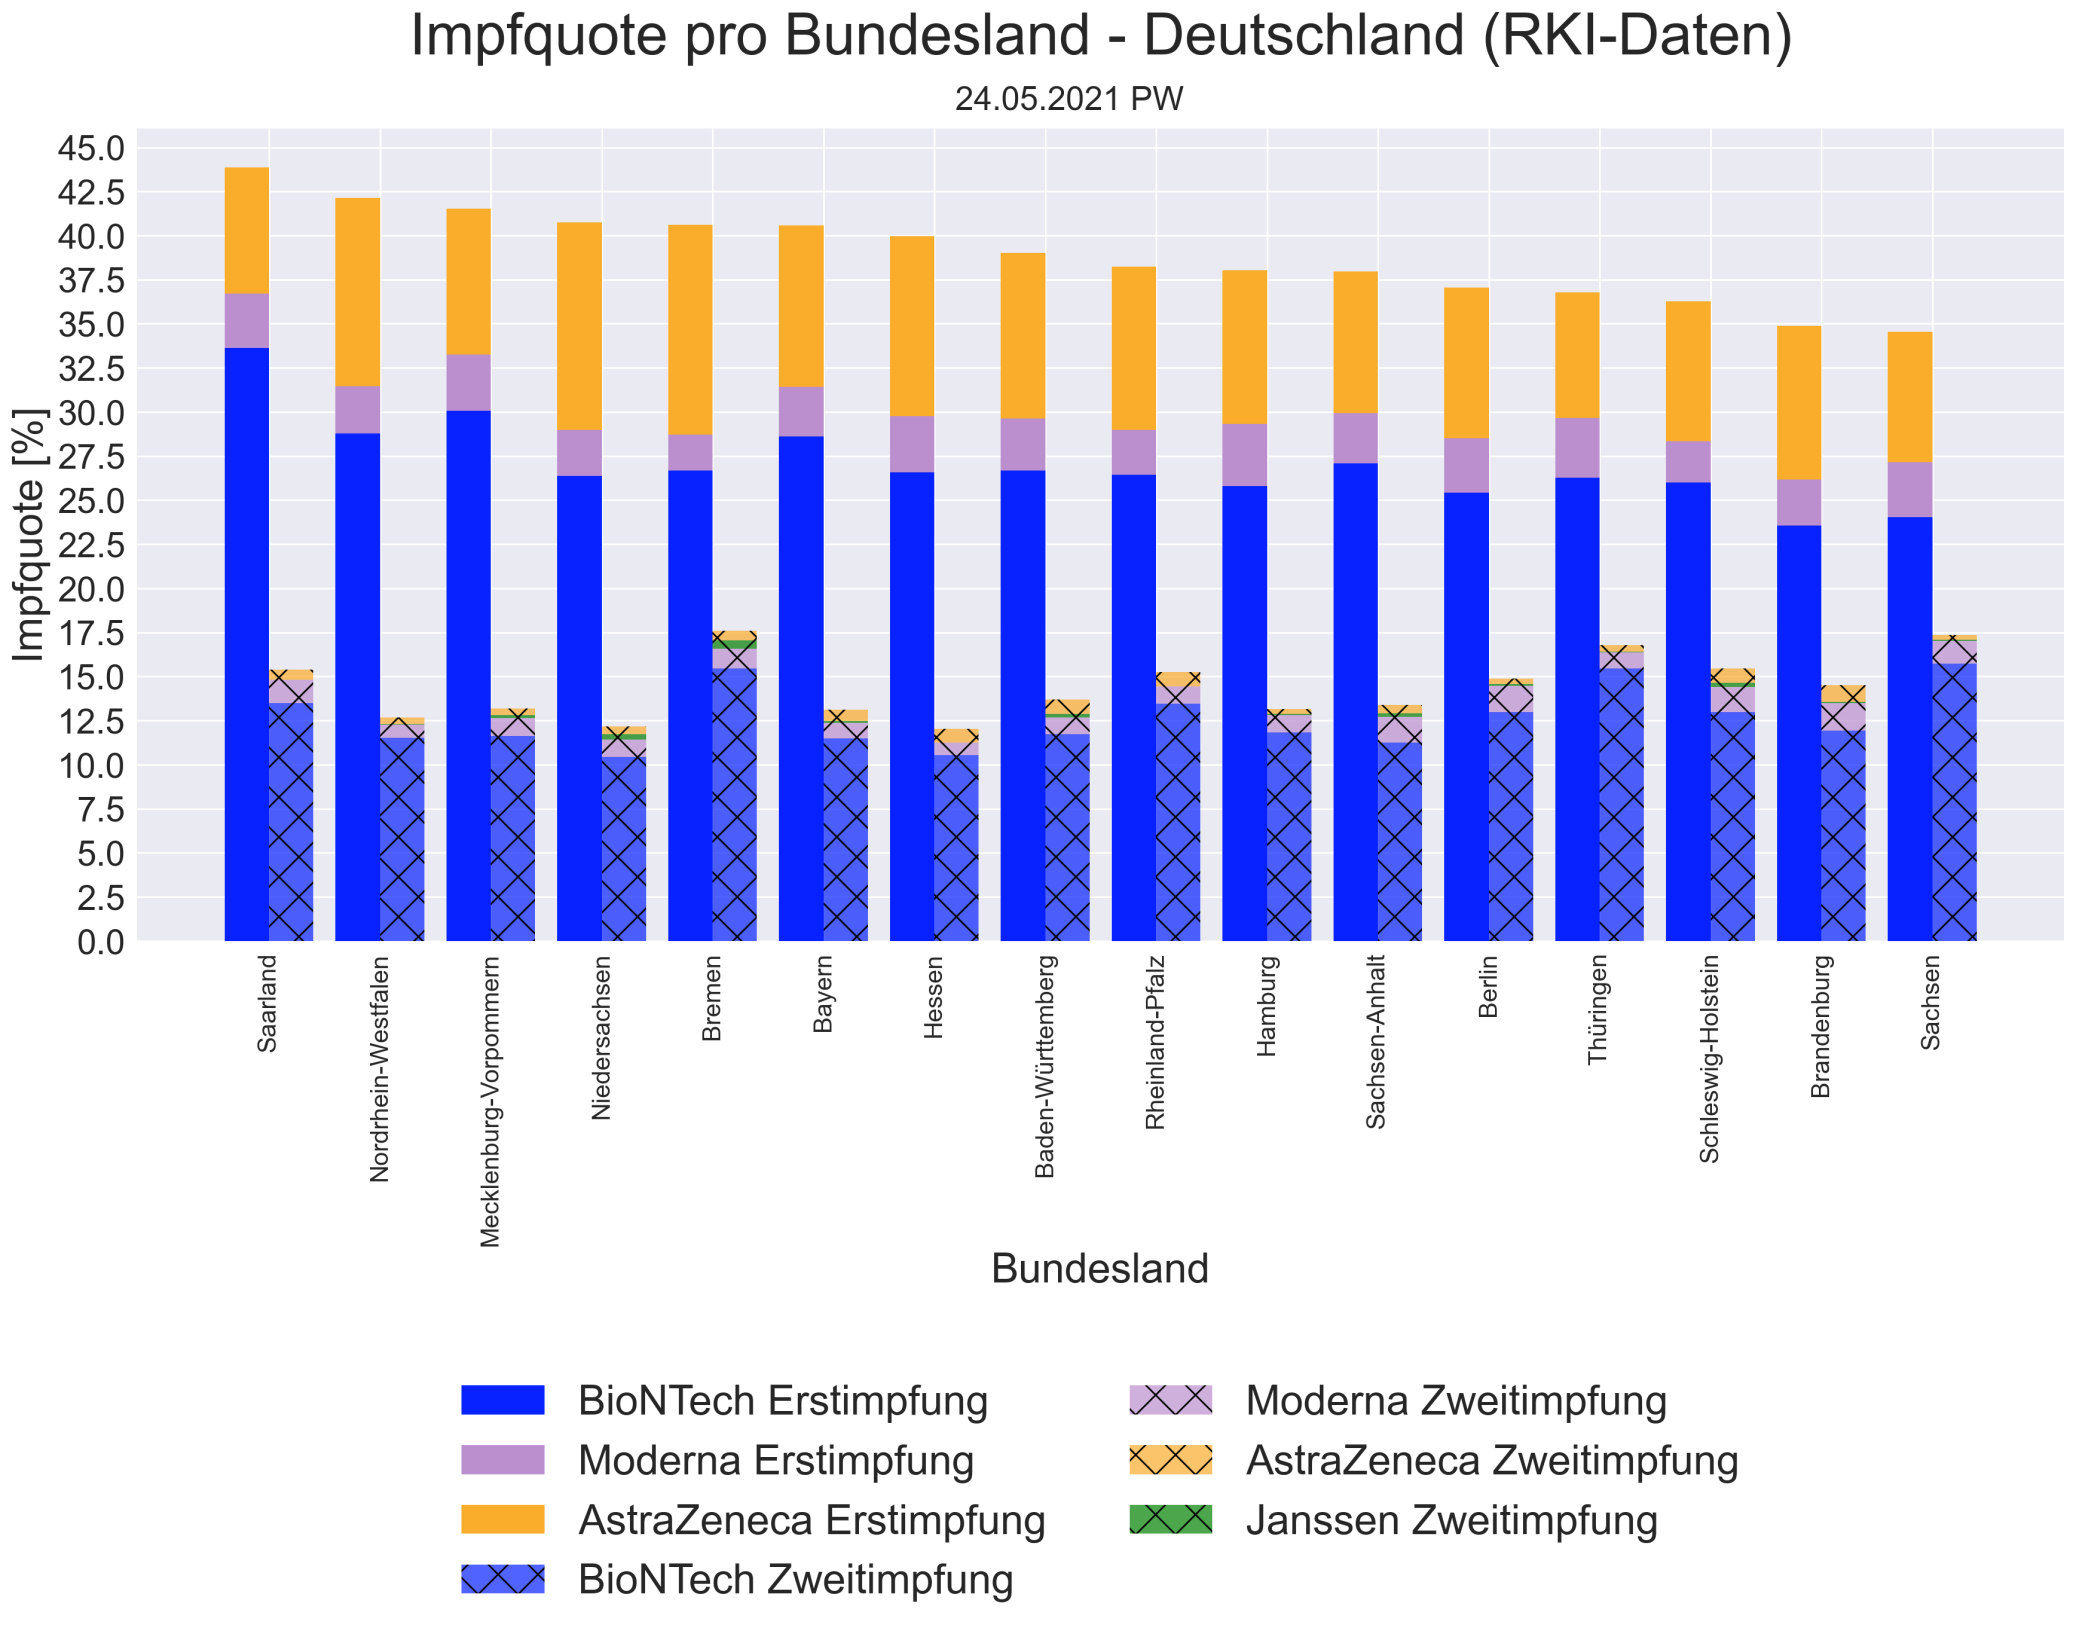 Impfquote pro Bundesland - Deutschland (RKI-Daten)
24.05.2021 PW
Impfquote [%]
45.0
42.5
40.0
37.5
35.0
32.5
30.0
27.5
25.0
22.5
20.0
17.5
15.0
12.5
10.0
7.5
5.0
2.5
0.0
Saarland
Nordrhein-Westfalen
Mecklenburg-Vorpommern
Niedersachsen
Bremen
Bayern
Hessen
Baden-Württemberg
Rheinland-Pfalz
Hamburg
Sachsen-Anhalt
Berlin
Thüringen
Schleswig-Holstein
Brandenburg
Sachsen
Bundesland
BioNTech Erstimpfung
Moderna Erstimpfung
AstraZeneca Erstimpfung
BioNTech Zweitimpfung
Moderna Zweitimpfung
AstraZeneca Zweitimpfung
Janssen Zweitimpfung